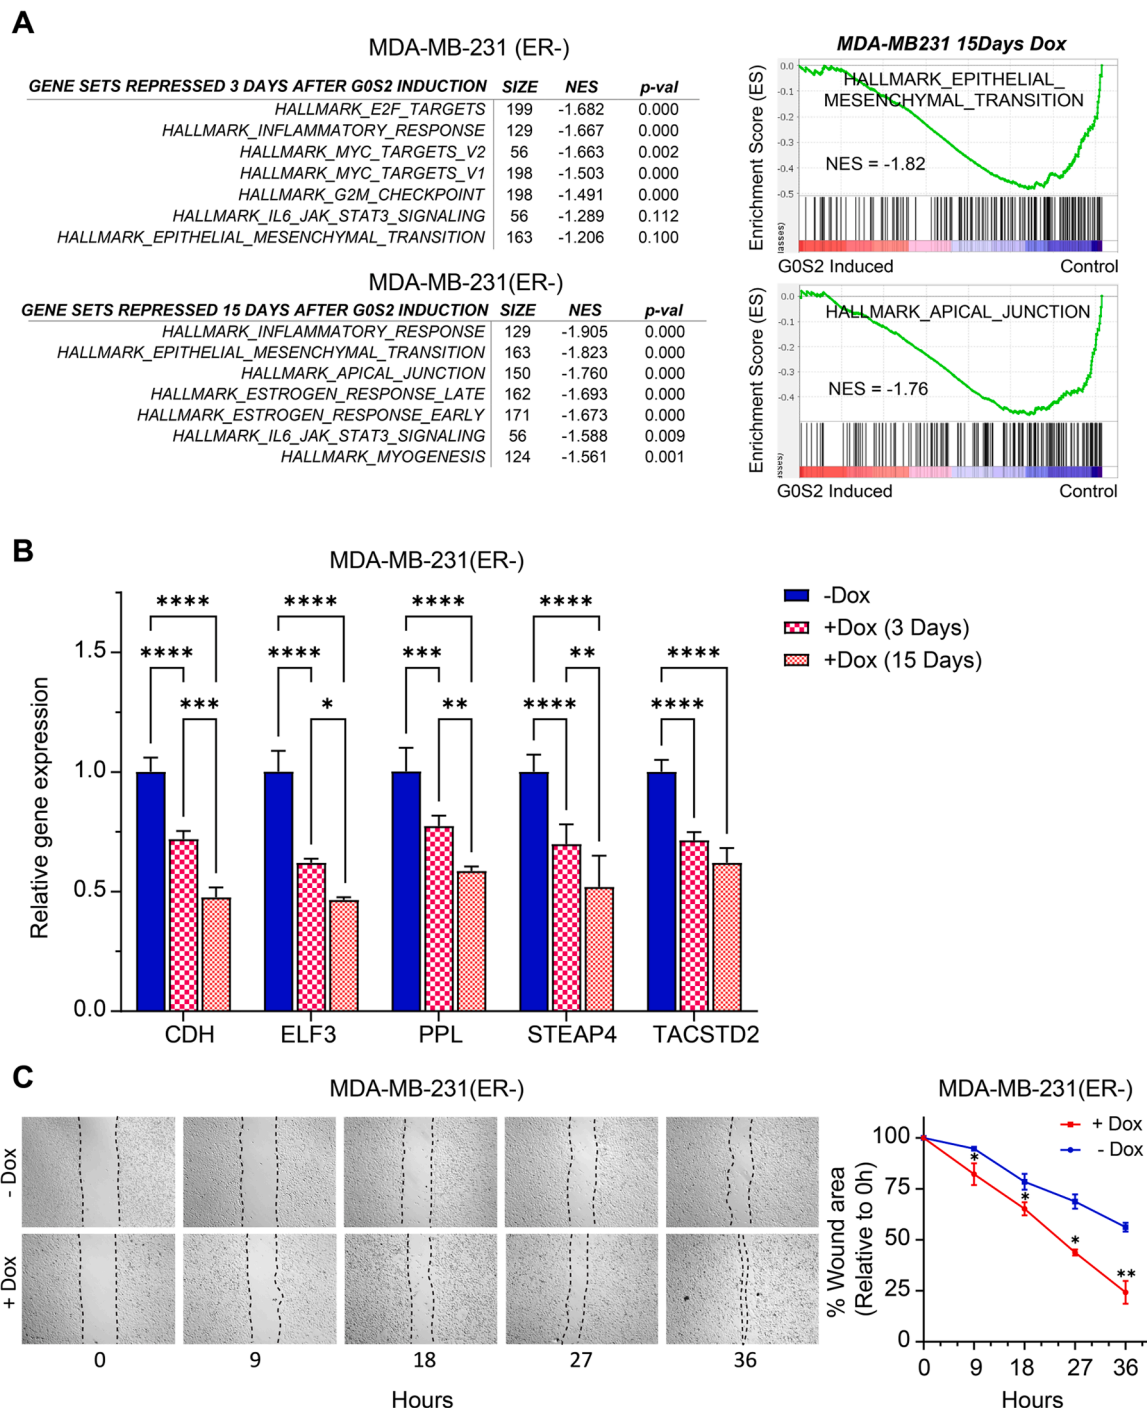 A
MDA-MB-231 (ER-)
GENE SETS REPRESSED 3 DAYS AFTER G0S2 INDUCTION SIZE NES p-val
HALLMARK_E2F_TARGETS 199 -1.682 0.000
HALLMARK_INFLAMMATORY_RESPONSE 129 -1.667 0.000
HALLMARK_MYC_TARGETS_V2 56 -1.663 0.002
HALLMARK_MYC_TARGETS_V1 198 -1.503 0.000
HALLMARK_G2M_CHECKPOINT 198 -1.491 0.000
HALLMARK_IL6_JAK_STAT3_SIGNALING 56 -1.289 0.112
HALLMARK_EPITHELIAL_MESENCHYMAL_TRANSITION 163 -1.206 0.100
MDA-MB-231(ER-)
GENE SETS REPRESSED 15 DAYS AFTER G0S2 INDUCTION SIZE NES p-val
HALLMARK_INFLAMMATORY_RESPONSE 129 -1.905 0.000
HALLMARK_EPITHELIAL_MESENCHYMAL_TRANSITION 163 -1.823 0.000
HALLMARK_APICAL_JUNCTION 150 -1.760 0.000
HALLMARK_ESTROGEN_RESPONSE_LATE 162 -1.693 0.000
HALLMARK_ESTROGEN_RESPONSE_EARLY 171 -1.673 0.000
HALLMARK_IL6_JAK_STAT3_SIGNALING 56 -1.588 0.009
HALLMARK_MYOGENESIS 124 -1.561 0.001
MDA-MB231 15Days Dox
Enrichment Score (ES)
0.0
-0.1
-0.2
-0.3
-0.4
-0.5
HALLMARK_EPITHELIAL_
MESENCHYMAL_TRANSITION
NES = -1.82
G0S2 Induced Control
Enrichment Score (ES)
0.0
-0.1
-0.2
-0.3
-0.4
HALLMARK_APICAL_JUNCTION
NES = -1.76
G0S2 Induced Control
B
MDA-MB-231(ER-)
Relative gene expression
1.5
1.0
0.5
0.0
**** **** **** ****
**** **** *** ** ****
*** * ** **** ****
CDH ELF3 PPL STEAP4 TACSTD2
-Dox
+Dox (3 Days)
+Dox (15 Days)
C
MDA-MB-231(ER-)
- Dox
+ Dox
0 9 18 27 36
Hours
MDA-MB-231(ER-)
% Wound area
(Relative to 0h)
100
75
50
25
0
+ Dox
- Dox
*
*
*
**
0 9 18 27 36
Hours